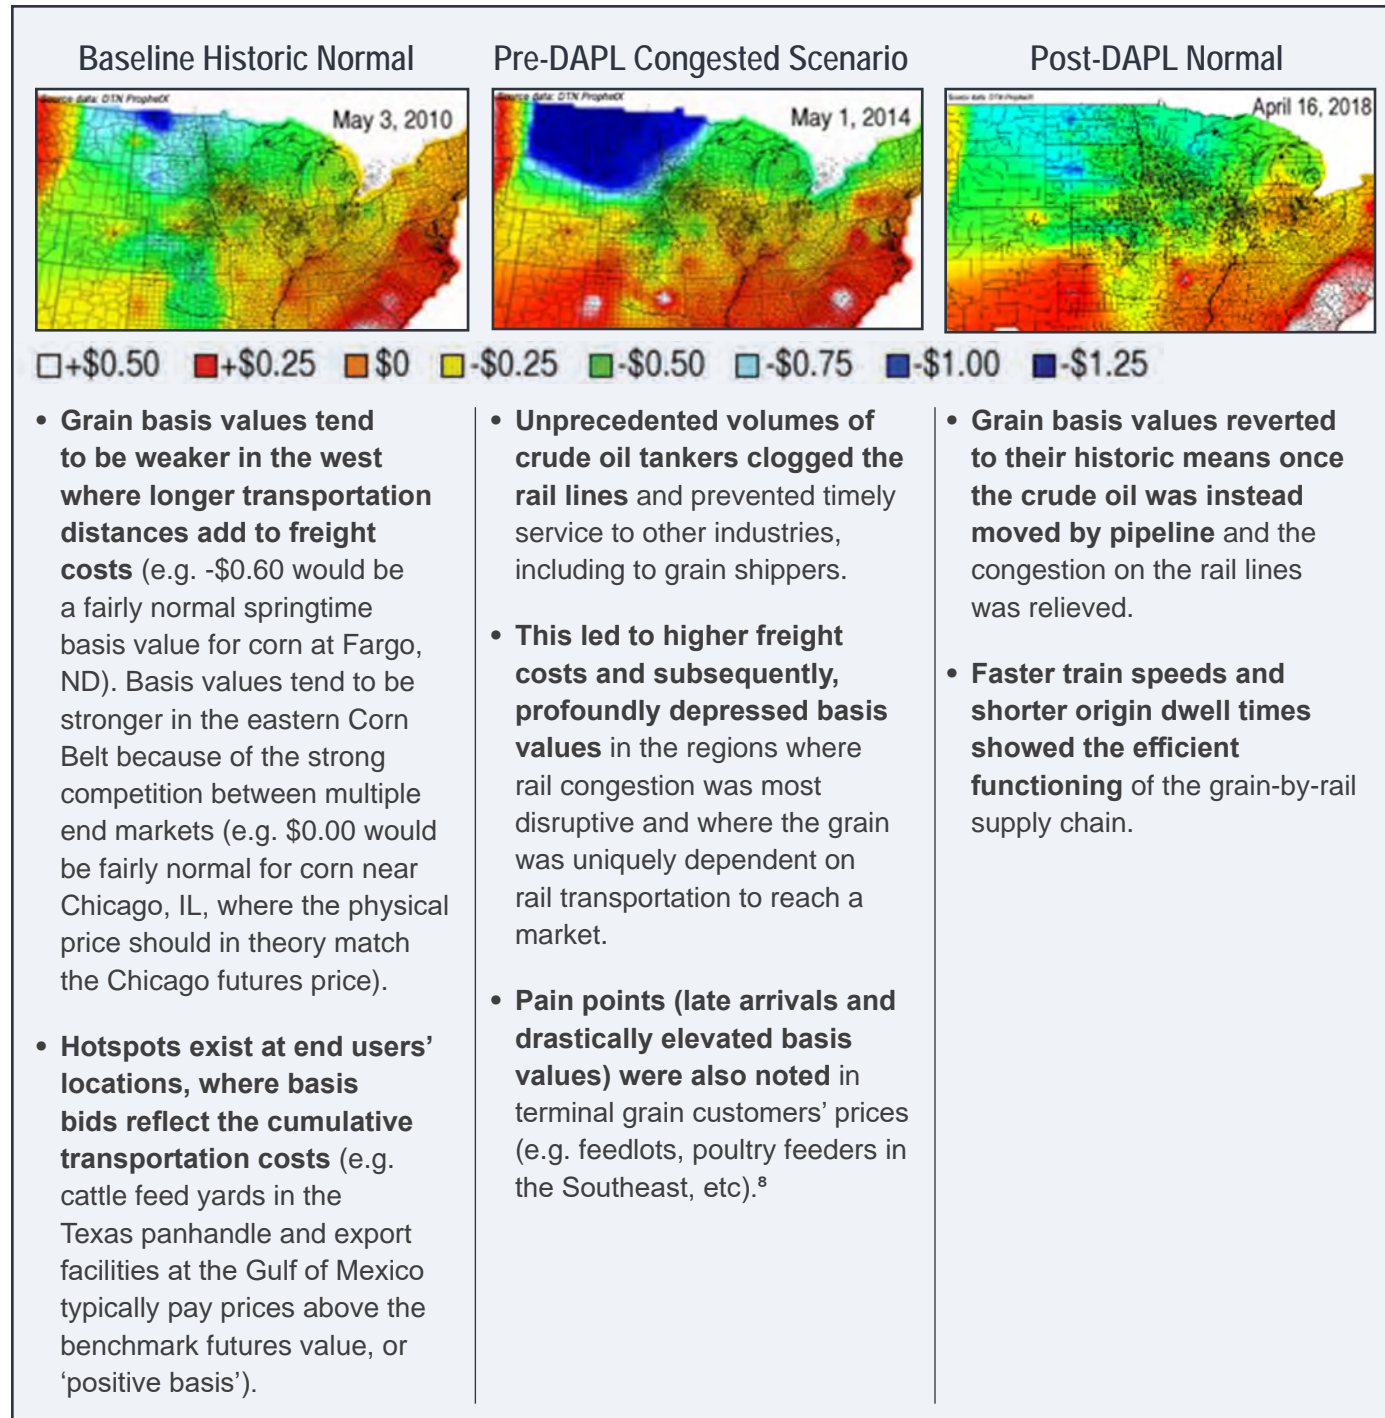 Baseline Historic Normal
Source data: DTN ProphetX
May 3, 2010
Pre-DAPL Congested Scenario
Source data: DTN ProphetX
May 1, 2014
Post-DAPL Normal
Source data: DTN ProphetX
April 16, 2018
+$0.50 +$0.25 $0 -$0.25 -$0.50 -$0.75 -$1.00 -$1.25
• Grain basis values tend
to be weaker in the west
where longer transportation
distances add to freight
costs (e.g. -$0.60 would be
a fairly normal springtime
basis value for corn at Fargo,
ND). Basis values tend to be
stronger in the eastern Corn
Belt because of the strong
competition between multiple
end markets (e.g. $0.00 would
be fairly normal for corn near
Chicago, IL, where the physical
price should in theory match
the Chicago futures price).
• Hotspots exist at end users’
locations, where basis
bids reflect the cumulative
transportation costs (e.g.
cattle feed yards in the
Texas panhandle and export
facilities at the Gulf of Mexico
typically pay prices above the
benchmark futures value, or
‘positive basis’).
• Unprecedented volumes of
crude oil tankers clogged the
rail lines and prevented timely
service to other industries,
including to grain shippers.
• This led to higher freight
costs and subsequently,
profoundly depressed basis
values in the regions where
rail congestion was most
disruptive and where the grain
was uniquely dependent on
rail transportation to reach a
market.
• Pain points (late arrivals and
drastically elevated basis
values) were also noted in
terminal grain customers’ prices
(e.g. feedlots, poultry feeders in
the Southeast, etc).⁸
• Grain basis values reverted
to their historic means once
the crude oil was instead
moved by pipeline and the
congestion on the rail lines
was relieved.
• Faster train speeds and
shorter origin dwell times
showed the efficient
functioning of the grain-by-rail
supply chain.